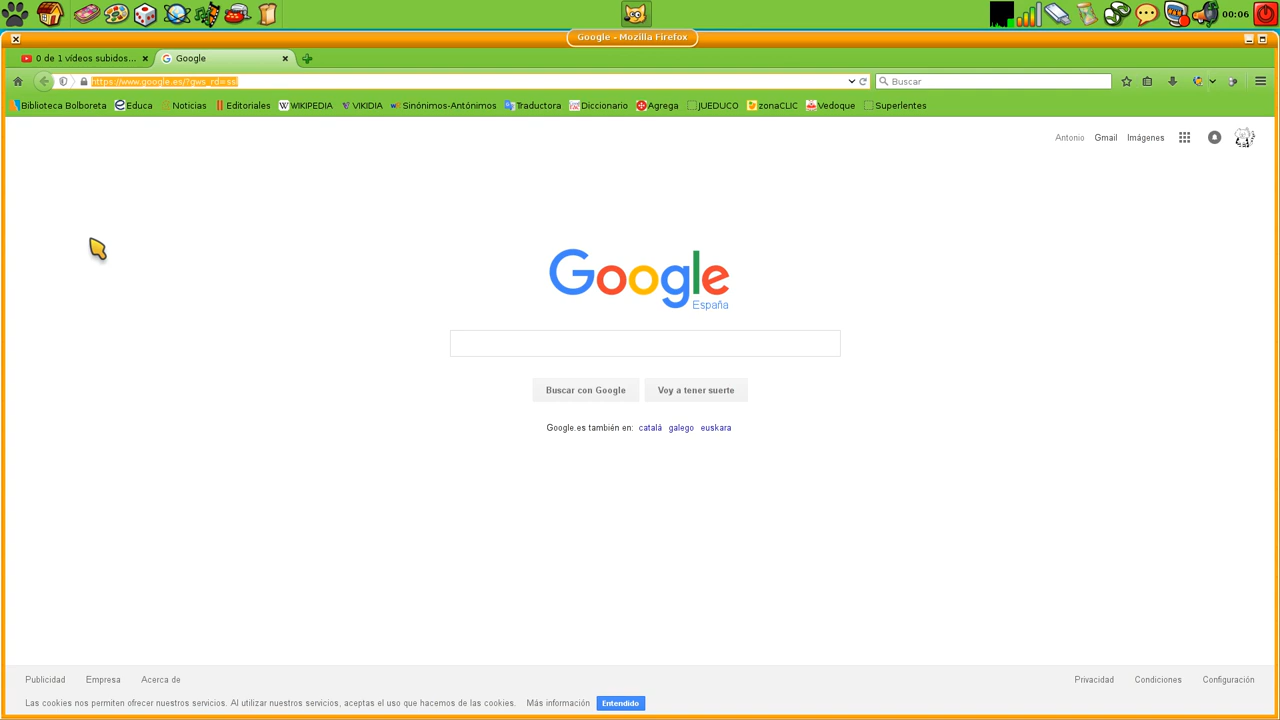 00:06
Google - Mozilla Firefox
0 de 1 vídeos subidos...
Google
https://www.google.es/?gws_rd=ssl
Buscar
Biblioteca Bolboreta Educa Noticias Editoriales WIKIPEDIA VIKIDIA Sinónimos-Antónimos Traductora Diccionario Agrega JUEDUCO zonaCLIC Vedoque Superlentes
Antonio Gmail Imágenes
Google
España
Buscar con Google Voy a tener suerte
Google.es también en: català galego euskara
Publicidad Empresa Acerca de Privacidad Condiciones Configuración
Las cookies nos permiten ofrecer nuestros servicios. Al utilizar nuestros servicios, aceptas el uso que hacemos de las cookies. Más información Entendido